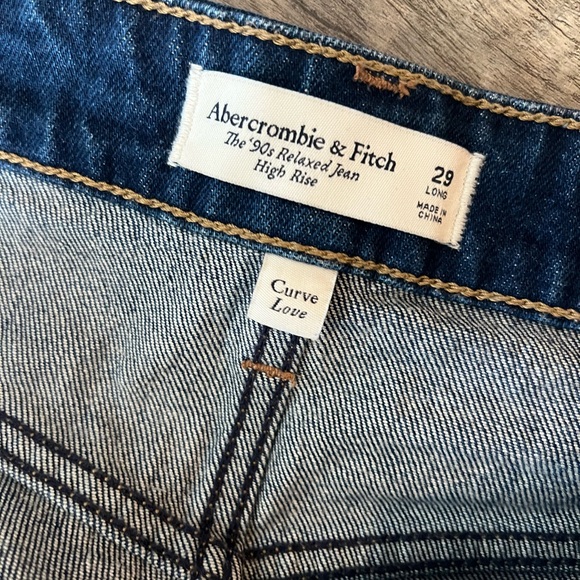 Abercrombie & Fitch
The '90s Relaxed Jean
High Rise
29
LONG
MADE IN
CHINA
Curve
Love